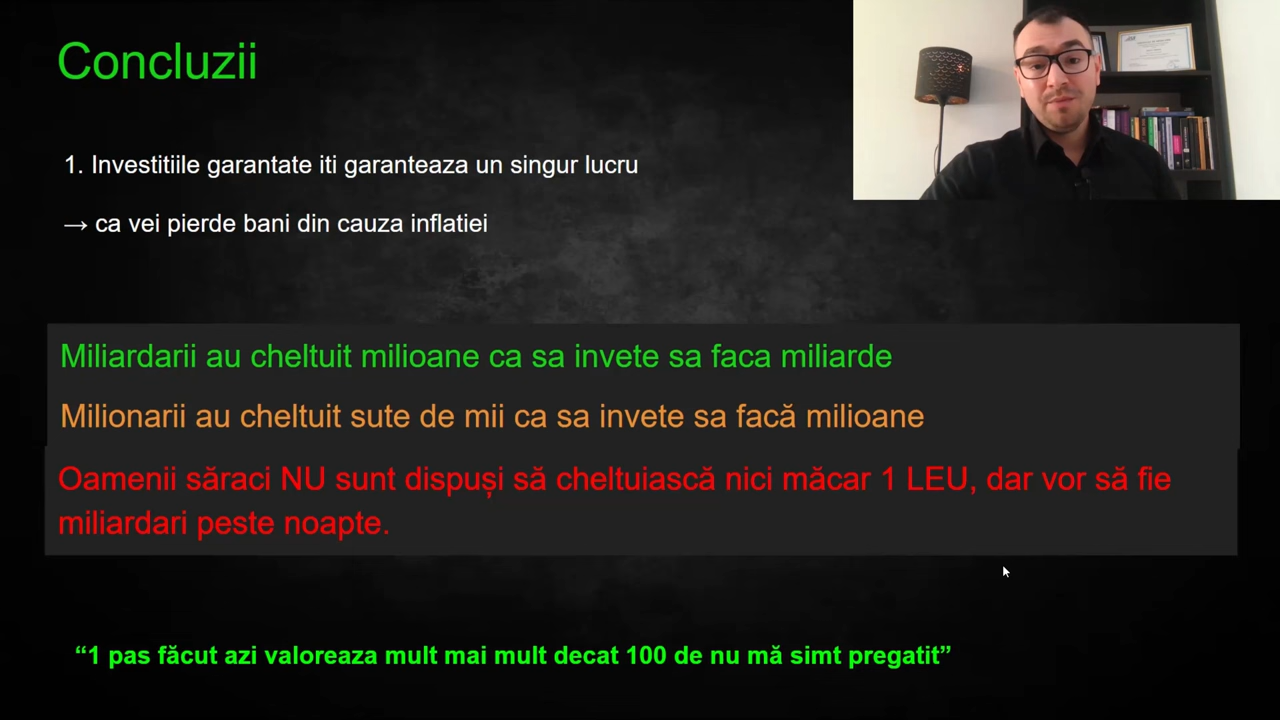 Concluzii
1. Investitiile garantate iti garanteaza un singur lucru
→ ca vei pierde bani din cauza inflatiei
Miliardarii au cheltuit milioane ca sa invete sa faca miliarde
Milionarii au cheltuit sute de mii ca sa invete sa facă milioane
Oamenii săraci NU sunt dispuși să cheltuiască nici măcar 1 LEU, dar vor să fie
miliardari peste noapte.
“1 pas făcut azi valoreaza mult mai mult decat 100 de nu mă simt pregatit”